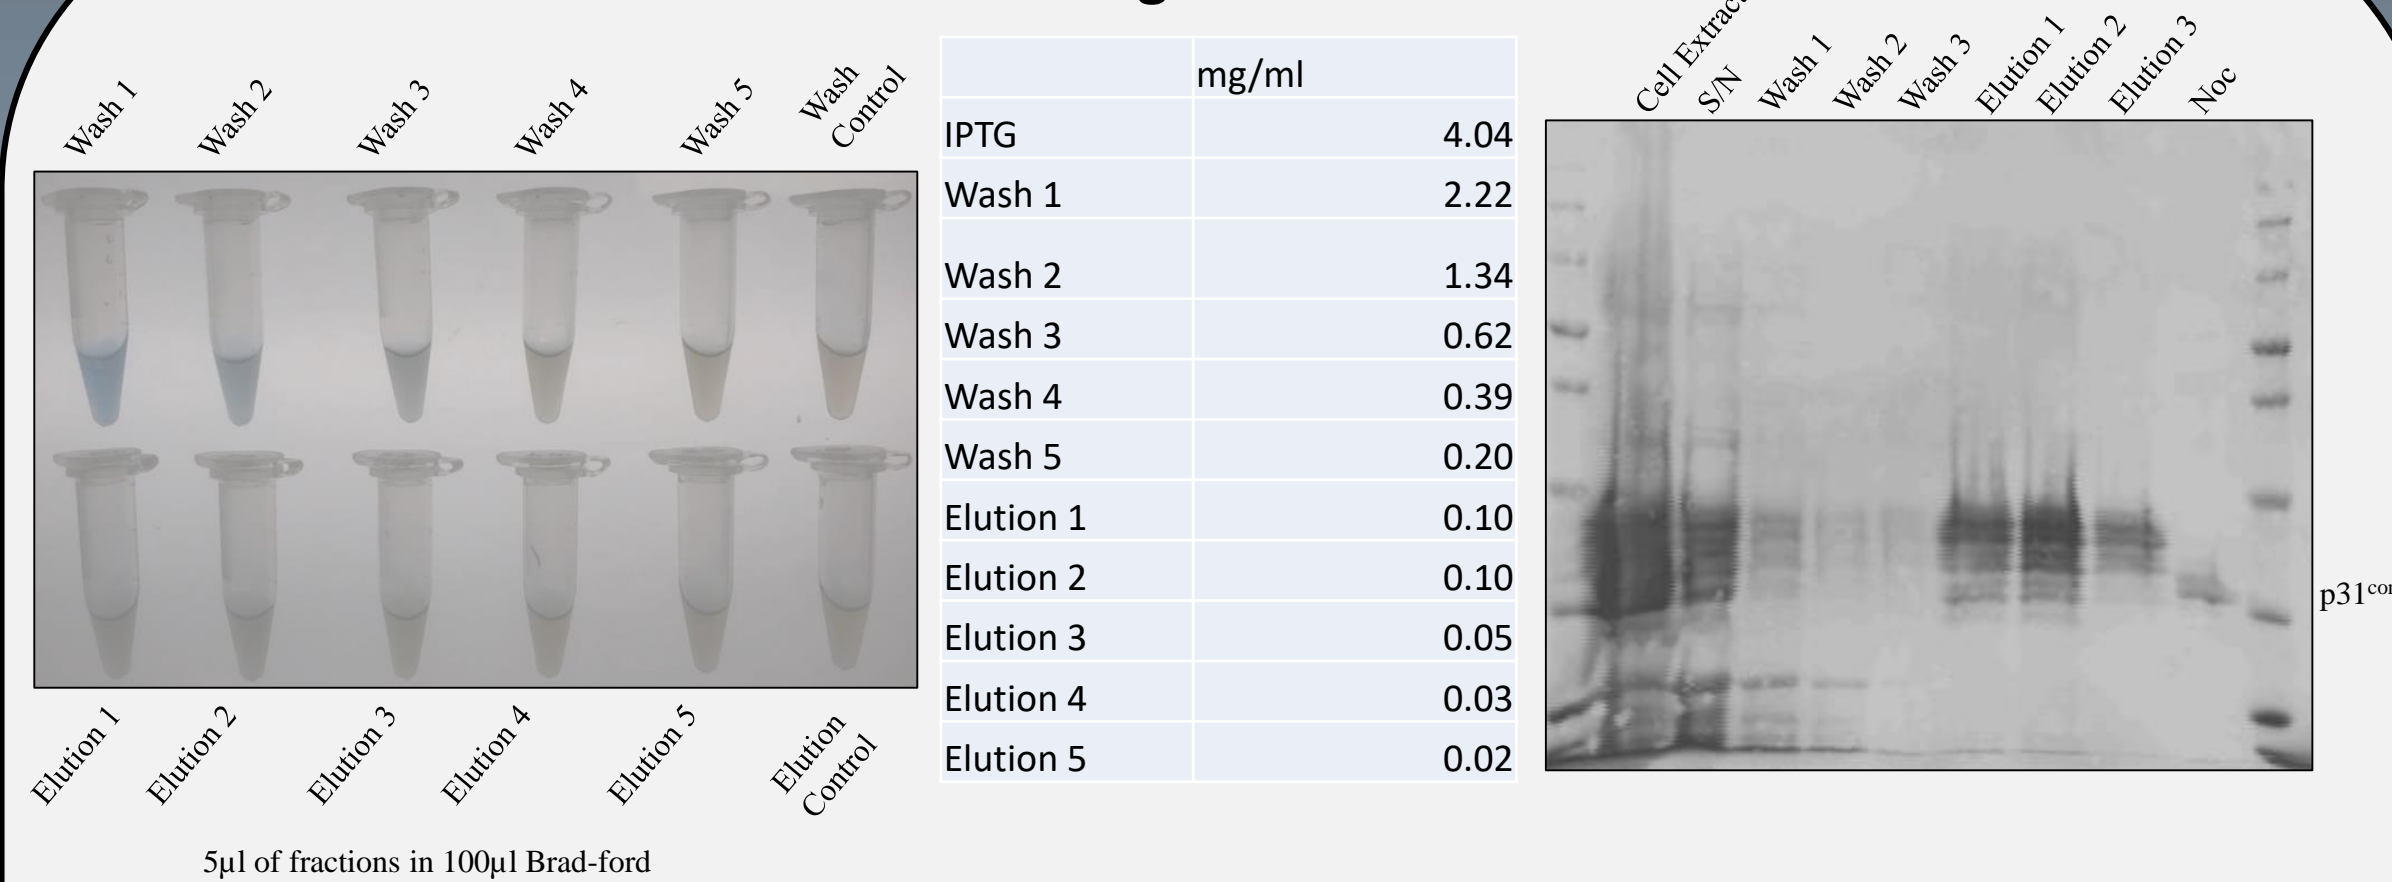 Wash 1
Wash 2
Wash 3
Wash 4
Wash 5
Wash
Control
Elution 1
Elution 2
Elution 3
Elution 4
Elution 5
Elution
Control
5µl of fractions in 100µl Brad-ford
mg/ml
IPTG 4.04
Wash 1 2.22
Wash 2 1.34
Wash 3 0.62
Wash 4 0.39
Wash 5 0.20
Elution 1 0.10
Elution 2 0.10
Elution 3 0.05
Elution 4 0.03
Elution 5 0.02
Cell Extract
S/N
Wash 1
Wash 2
Wash 3
Elution 1
Elution 2
Elution 3
Noc